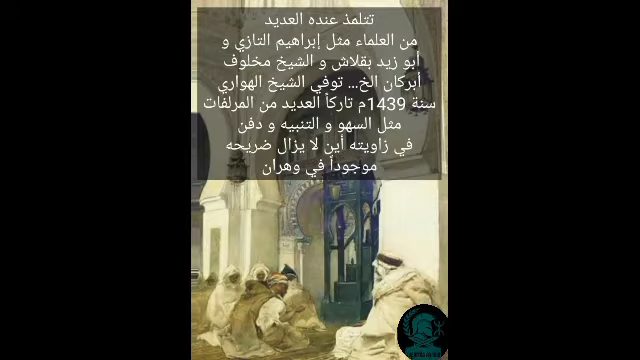 تتلمذ عنده العديد
من العلماء مثل إبراهيم التازي و
أبو زيد بقلاش و الشيخ مخلوف
أبركان الخ... توفي الشيخ الهواري
سنة 1439م تاركاً العديد من المرلفات
مثل السهو و التنبيه و دفن
في زاويته أين لا يزال ضريحه
موجوداً في وهران